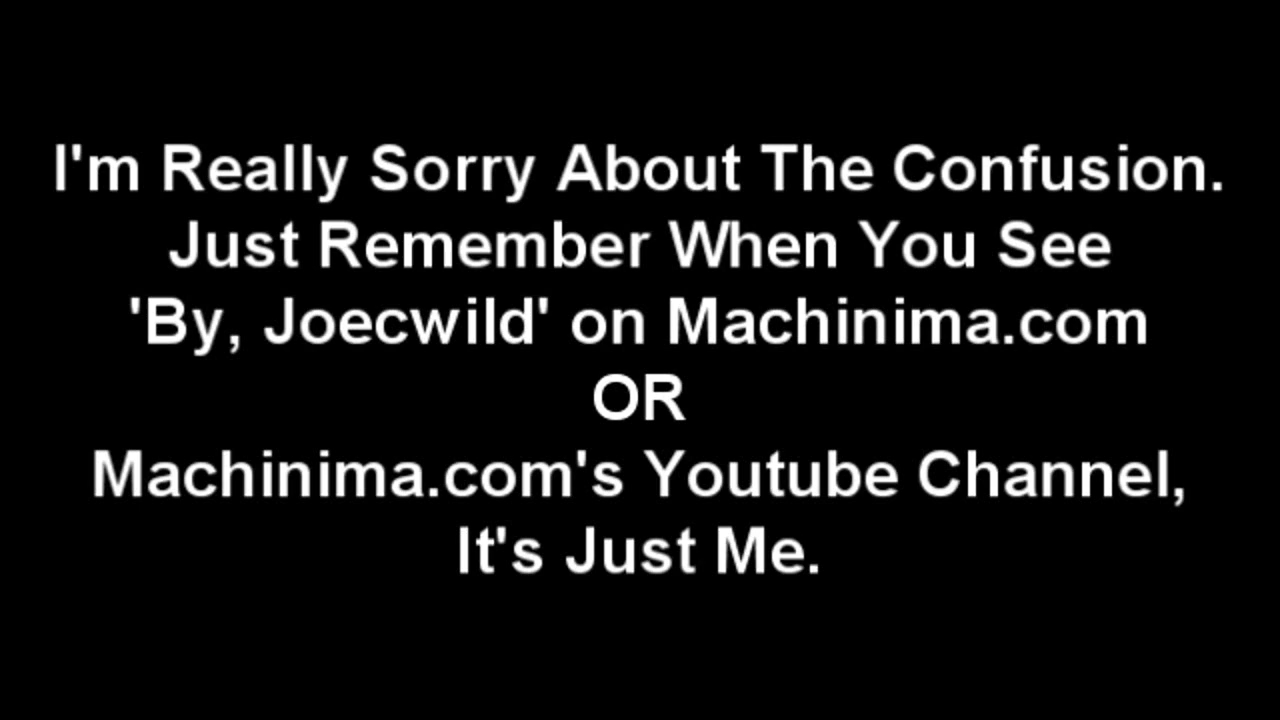 I'm Really Sorry About The Confusion.
Just Remember When You See
'By, Joecwild' on Machinima.com
OR
Machinima.com's Youtube Channel,
It's Just Me.